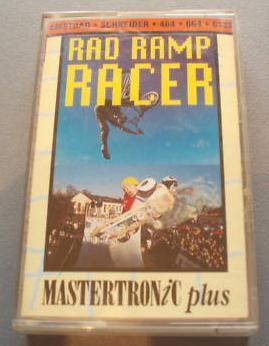 AMSTRAD • SCHNEIDER • 464 • 664 • 6128
RAD RAMP
RACER
MASTERTRONiC plus